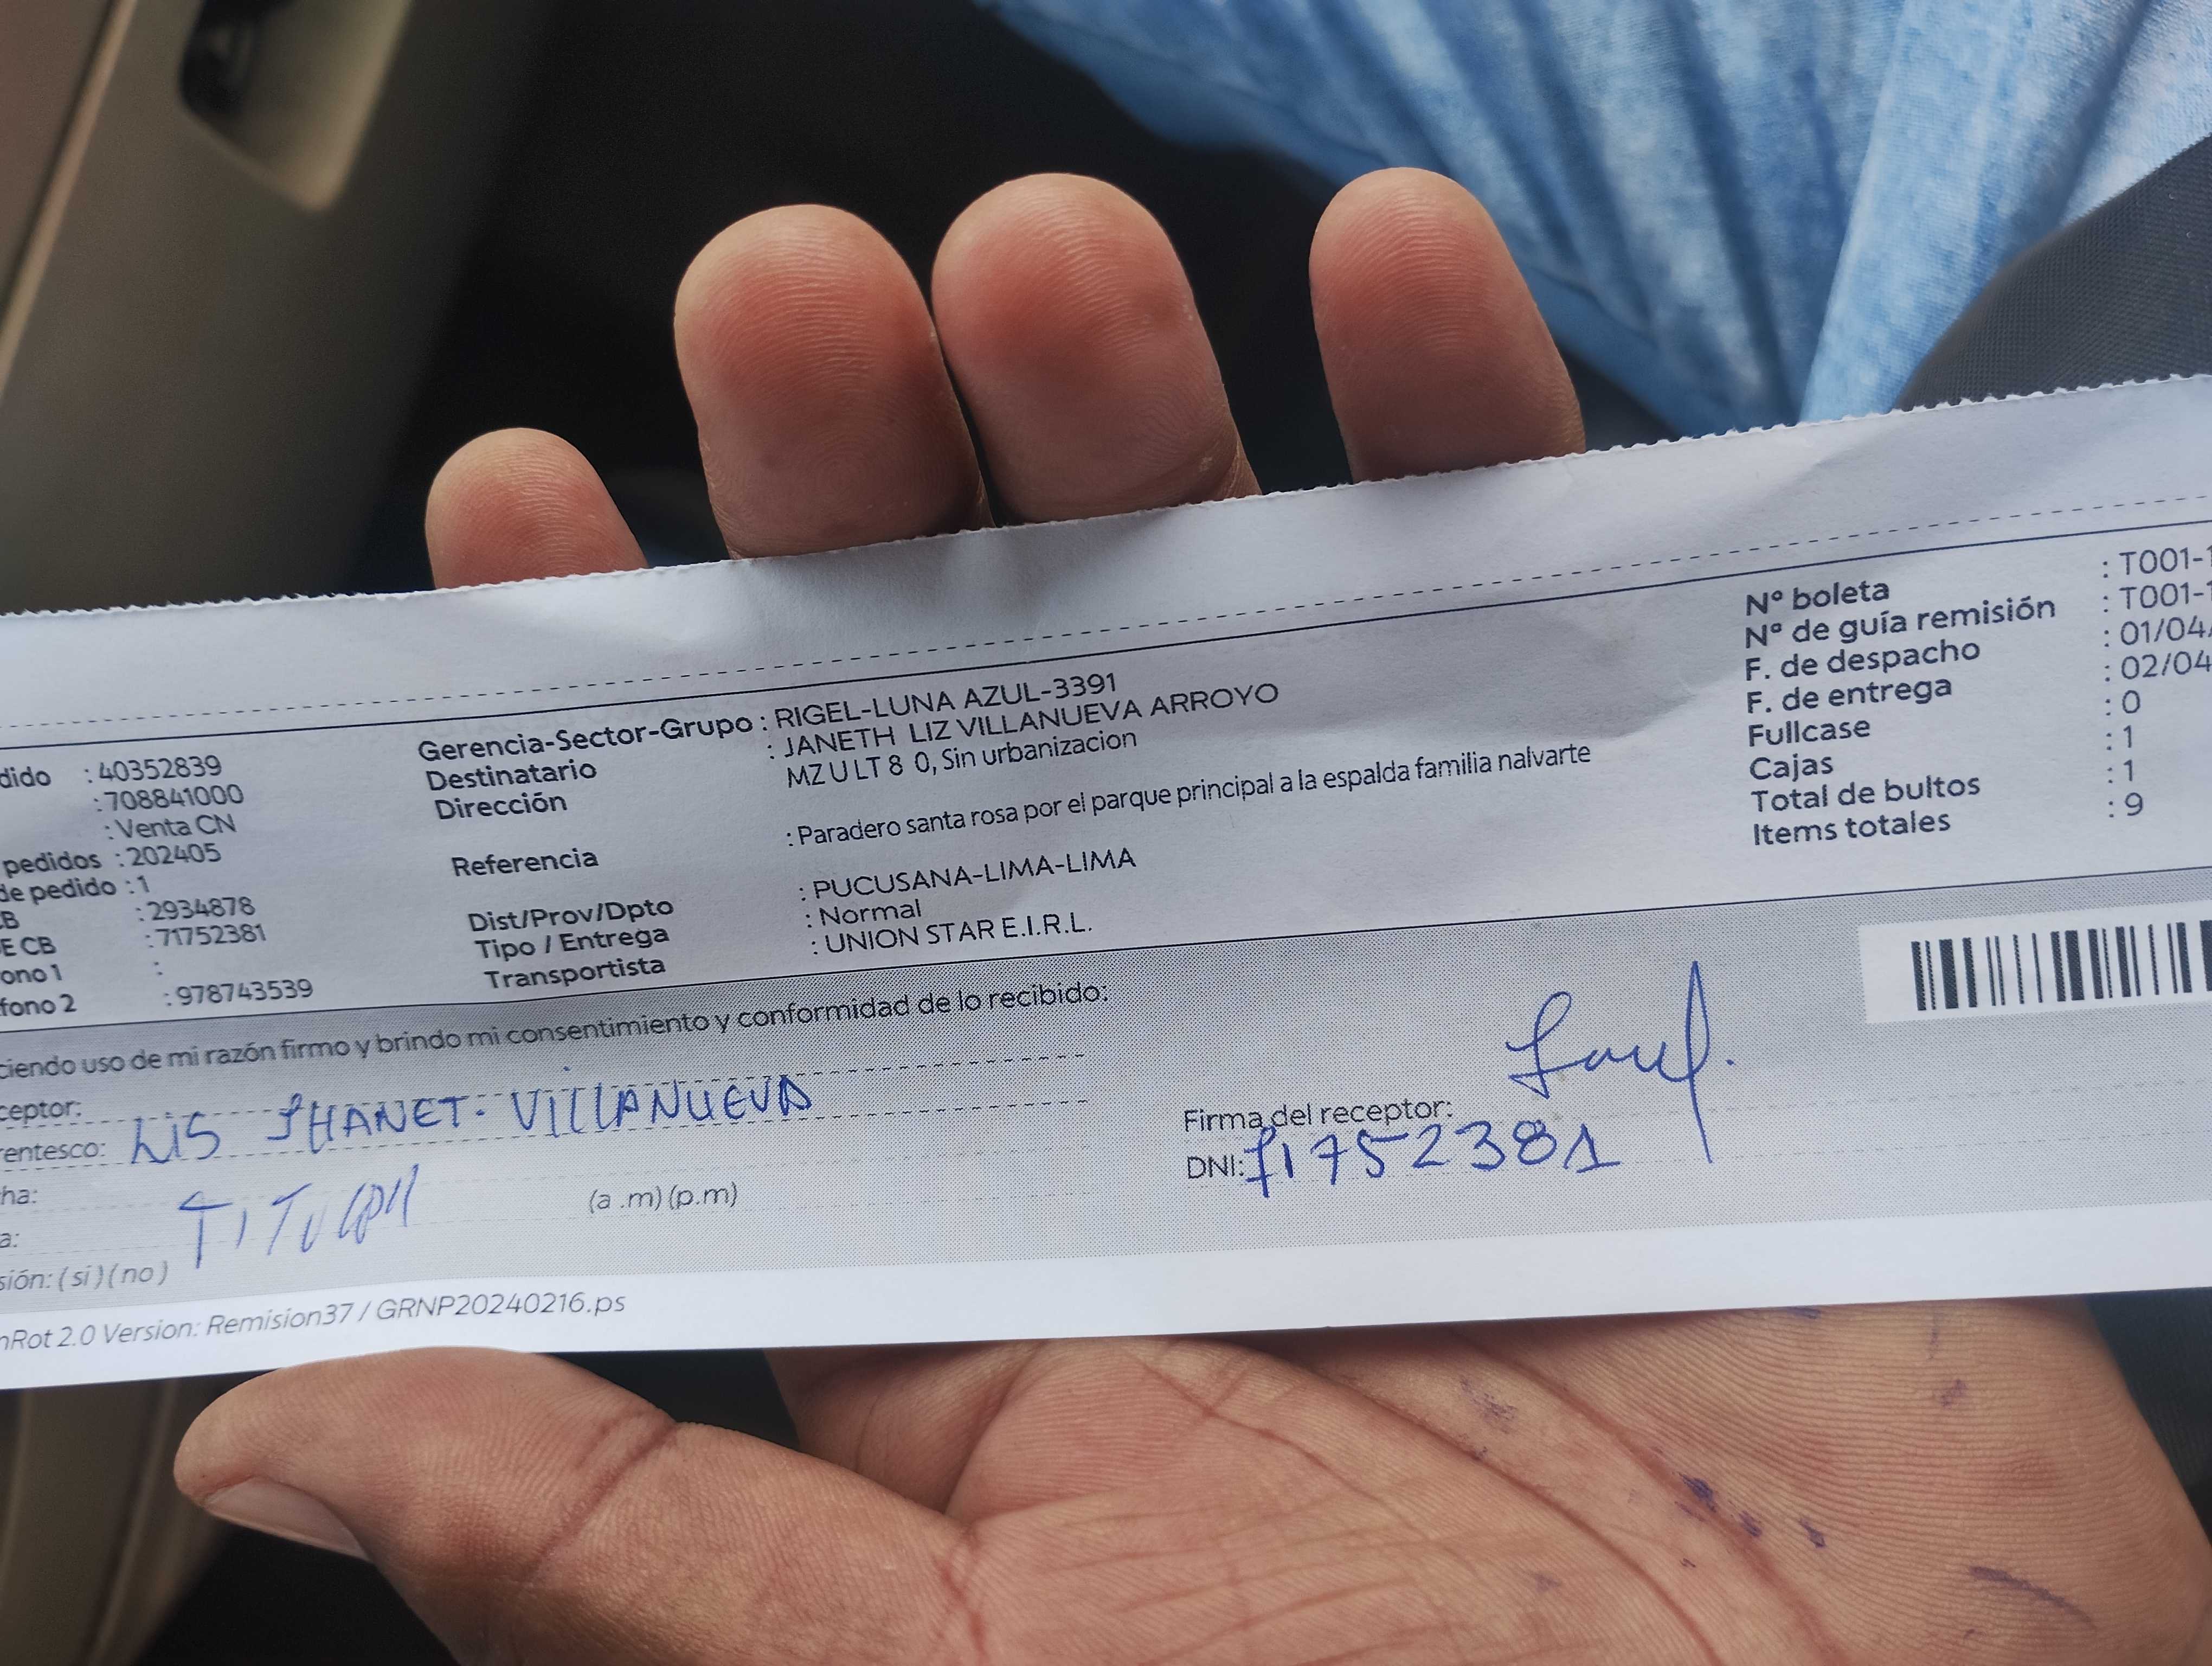 dido : 40352839
: 708841000
: Venta CN
pedidos : 202405
de pedido : 1
CB : 2934878
E CB : 71752381
ono 1 :
fono 2 : 978743539
Gerencia-Sector-Grupo : RIGEL-LUNA AZUL-3391
Destinatario : JANETH LIZ VILLANUEVA ARROYO
Dirección MZ U LT 8 0, Sin urbanizacion
Referencia : Paradero santa rosa por el parque principal a la espalda familia nalvarte
Dist/Prov/Dpto : PUCUSANA-LIMA-LIMA
Tipo / Entrega : Normal
Transportista : UNION STAR E.I.R.L.
Nº boleta : T001-1
Nº de guía remisión : T001-1
F. de despacho : 01/04/
F. de entrega : 02/04
Fullcase : 0
Cajas : 1
Total de bultos : 1
Items totales : 9
ciendo uso de mi razón firmo y brindo mi consentimiento y conformidad de lo recibido:
ceptor:
rentesco: LIS JHANET. VILLANUEVA
ha:
a: TITULAR (a .m) (p.m)
sión: (si) (no)
Firma del receptor:
DNI: 71752381
nRot 2.0 Version: Remision37 / GRNP20240216.ps